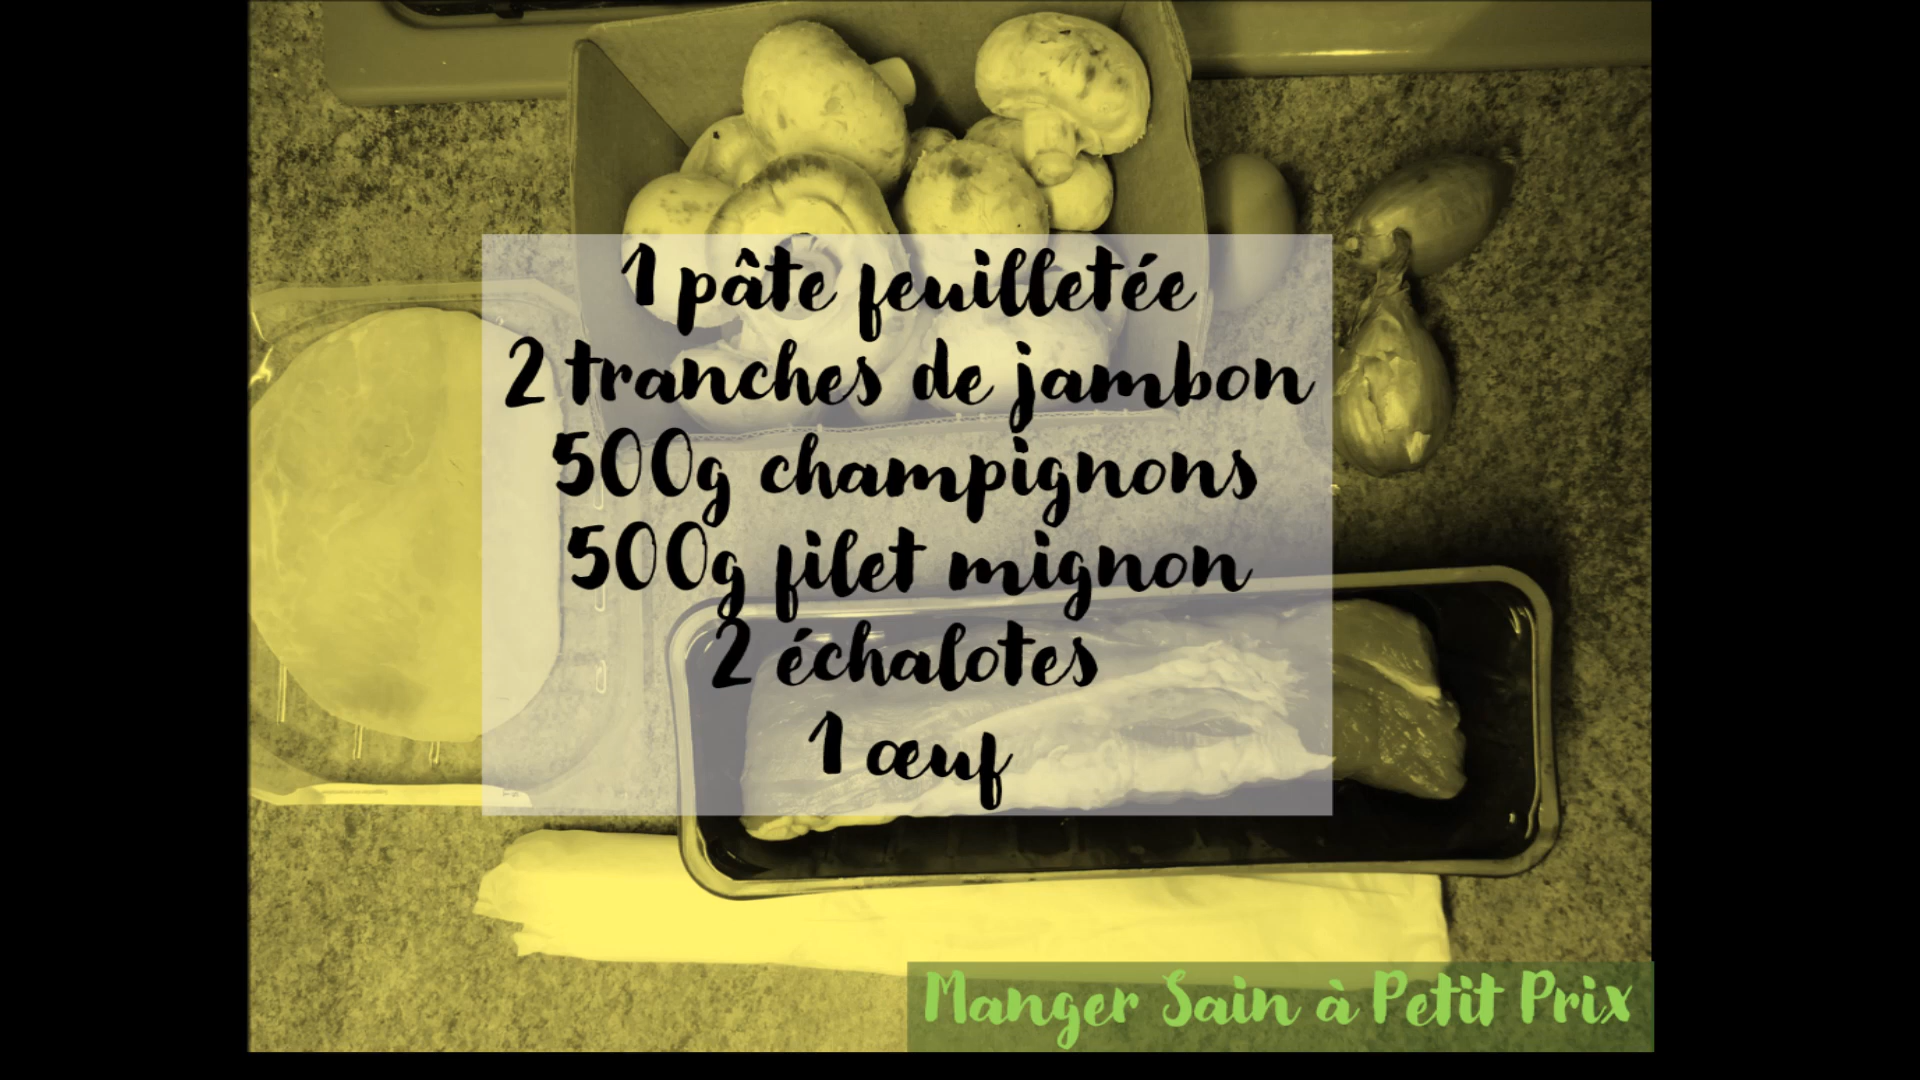 1 pâte feuilletée
2 tranches de jambon
500g champignons
500g filet mignon
2 échalotes
1 œuf
Manger Sain à Petit Prix